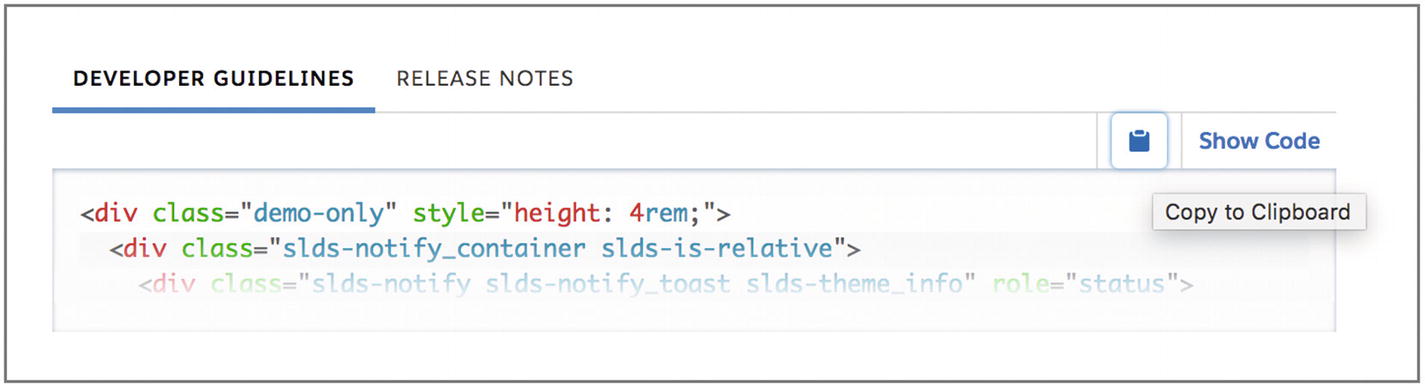 DEVELOPER GUIDELINES RELEASE NOTES
Show Code
<div class="demo-only" style="height: 4rem;">
Copy to Clipboard
<div class="slds-notify_container slds-is-relative">
<div class="slds-notify slds-notify_toast slds-theme_info" role="status">